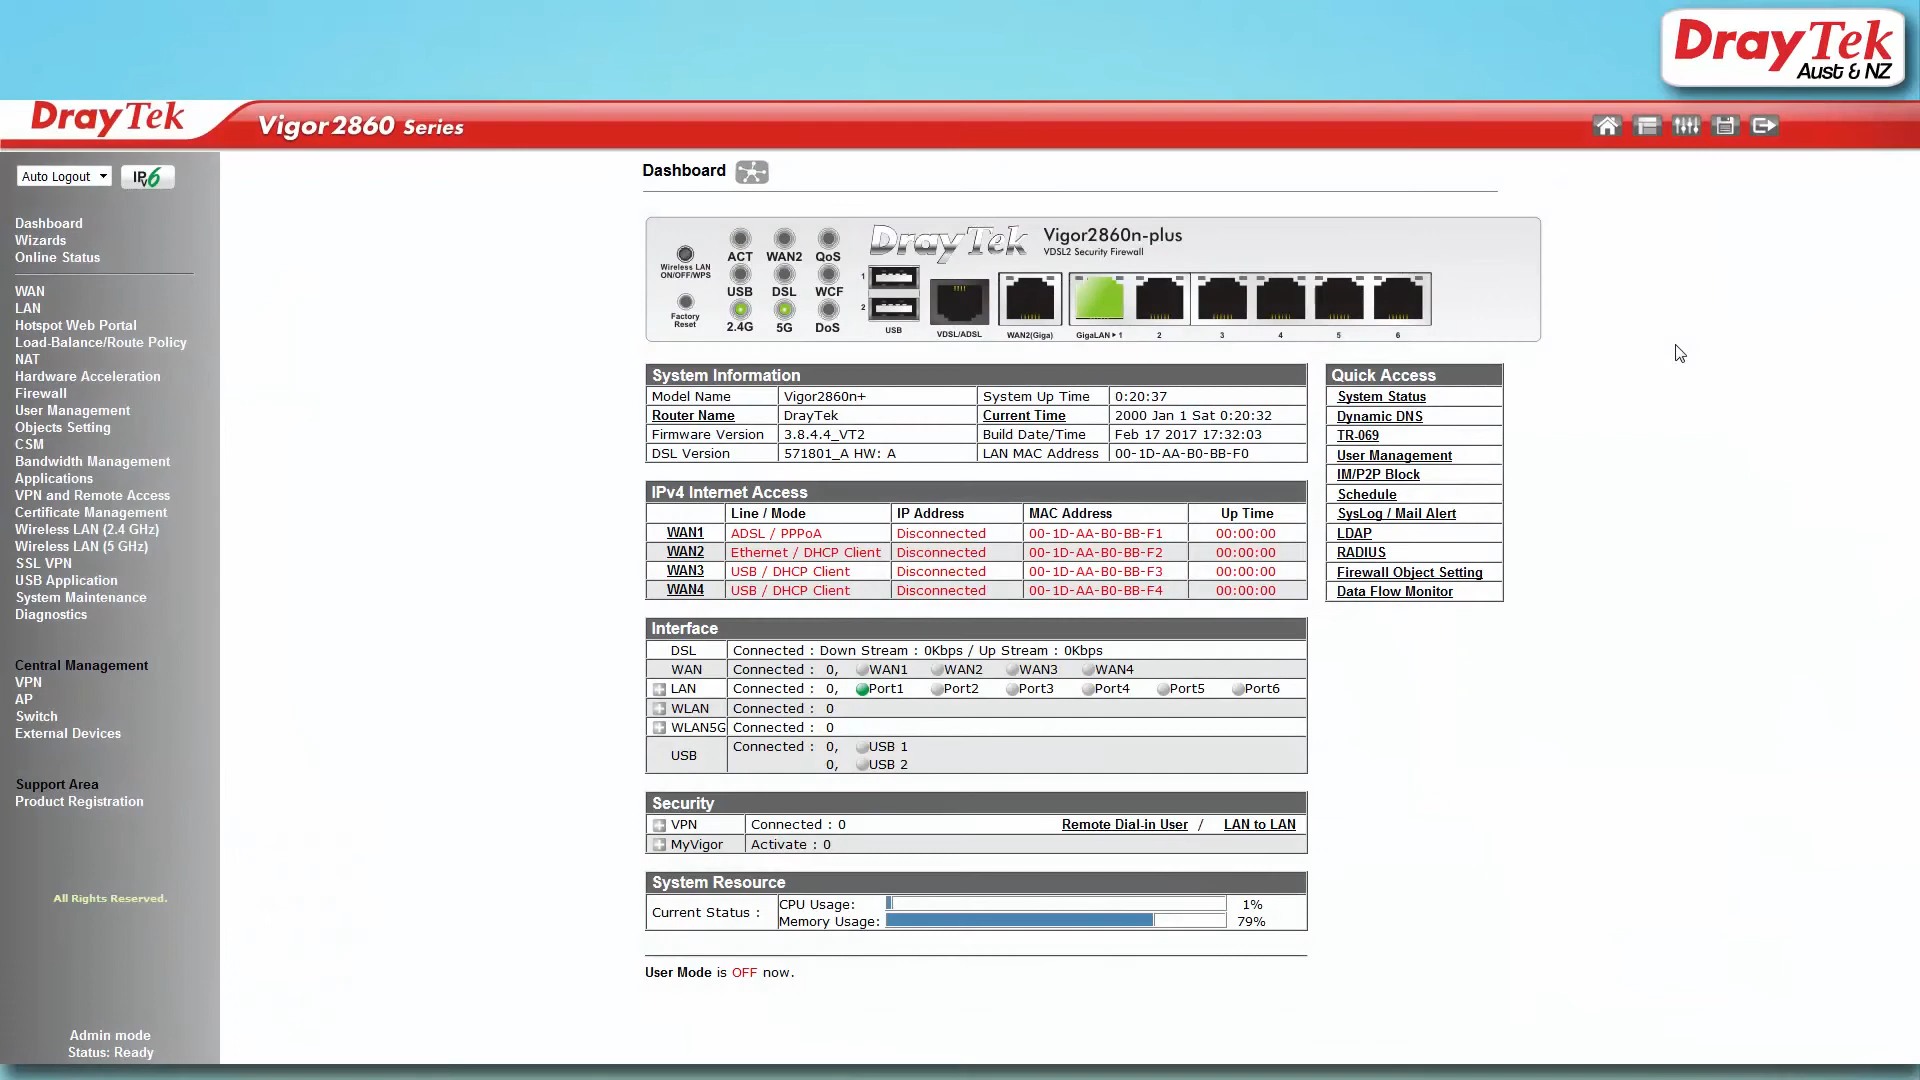 DrayTek
Aust & NZ
DrayTek
Vigor2860 Series
Auto Logout
IPv6
Dashboard
Wizards
Online Status
WAN
LAN
Hotspot Web Portal
Load-Balance/Route Policy
NAT
Hardware Acceleration
Firewall
User Management
Objects Setting
CSM
Bandwidth Management
Applications
VPN and Remote Access
Certificate Management
Wireless LAN (2.4 GHz)
Wireless LAN (5 GHz)
SSL VPN
USB Application
System Maintenance
Diagnostics
Central Management
VPN
AP
Switch
External Devices
Support Area
Product Registration
All Rights Reserved.
Admin mode
Status: Ready
Dashboard
Wireless LAN
ON/OFF/WPS
Factory
Reset
ACT WAN2 QoS
USB DSL WCF
2.4G 5G DoS
DrayTek
Vigor2860n-plus
VDSL2 Security Firewall
1
2
USB VDSL/ADSL WAN2(Giga) GigaLAN 1 2 3 4 5 6
System Information
Model Name Vigor2860n+ System Up Time 0:20:37
Router Name DrayTek Current Time 2000 Jan 1 Sat 0:20:32
Firmware Version 3.8.4.4_VT2 Build Date/Time Feb 17 2017 17:32:03
DSL Version 571801_A HW: A LAN MAC Address 00-1D-AA-B0-BB-F0
IPv4 Internet Access
Line / Mode IP Address MAC Address Up Time
WAN1 ADSL / PPPoA Disconnected 00-1D-AA-B0-BB-F1 00:00:00
WAN2 Ethernet / DHCP Client Disconnected 00-1D-AA-B0-BB-F2 00:00:00
WAN3 USB / DHCP Client Disconnected 00-1D-AA-B0-BB-F3 00:00:00
WAN4 USB / DHCP Client Disconnected 00-1D-AA-B0-BB-F4 00:00:00
Interface
DSL Connected : Down Stream : 0Kbps / Up Stream : 0Kbps
WAN Connected : 0, WAN1 WAN2 WAN3 WAN4
LAN Connected : 0, Port1 Port2 Port3 Port4 Port5 Port6
WLAN Connected : 0
WLAN5G Connected : 0
USB Connected : 0, USB 1
0, USB 2
Security
VPN Connected : 0 Remote Dial-in User / LAN to LAN
MyVigor Activate : 0
System Resource
Current Status : CPU Usage: 1%
Memory Usage: 79%
User Mode is OFF now.
Quick Access
System Status
Dynamic DNS
TR-069
User Management
IM/P2P Block
Schedule
SysLog / Mail Alert
LDAP
RADIUS
Firewall Object Setting
Data Flow Monitor